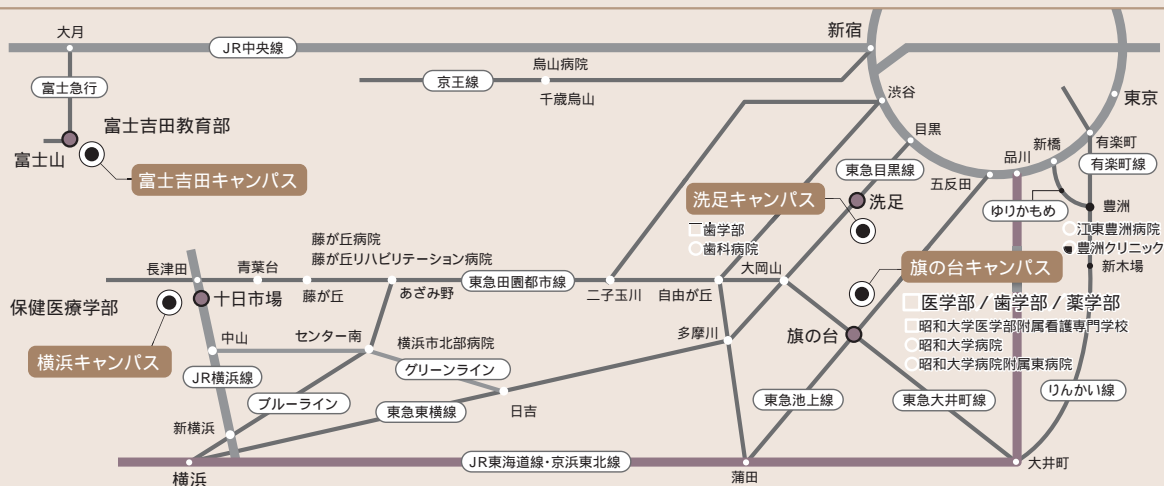 大月
JR中央線
新宿
烏山病院
京王線
千歳烏山
富士急行
渋谷
東京
富士吉田教育部
目黒
新橋
有楽町
富士山
品川
有楽町線
東急目黒線
五反田
富士吉田キャンパス
洗足キャンパス
洗足
ゆりかもめ
豊洲
歯学部
歯科病院
江東豊洲病院
豊洲クリニック
藤が丘病院
藤が丘リハビリテーション病院
長津田
青葉台
東急田園都市線
大岡山
旗の台キャンパス
新木場
保健医療学部
十日市場
藤が丘
あざみ野
二子玉川
自由が丘
医学部 / 歯学部 / 薬学部
昭和大学医学部附属看護専門学校
昭和大学病院
昭和大学病院附属東病院
中山
センター南
横浜市北部病院
多摩川
旗の台
横浜キャンパス
グリーンライン
JR横浜線
ブルーライン
東急東横線
日吉
東急池上線
東急大井町線
りんかい線
新横浜
JR東海道線・京浜東北線
大井町
横浜
蒲田